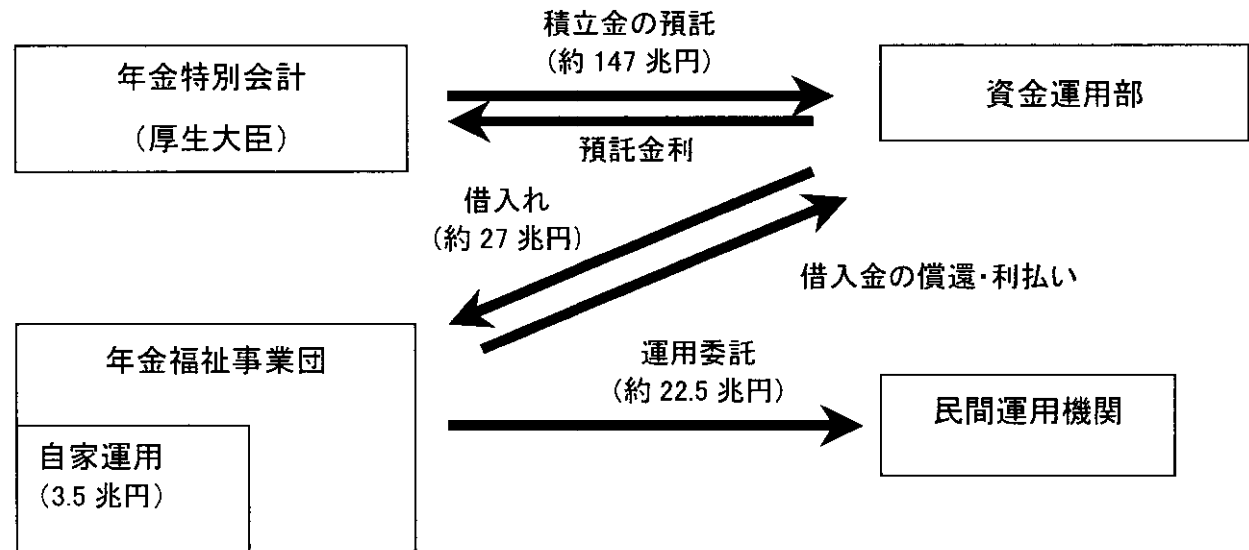 積立金の預託
（約 147 兆円）
年金特別会計
（厚生大臣）
資金運用部
預託金利
借入れ
（約 27 兆円）
借入金の償還・利払い
年金福祉事業団
運用委託
（約 22.5 兆円）
民間運用機関
自家運用
（3.5 兆円）